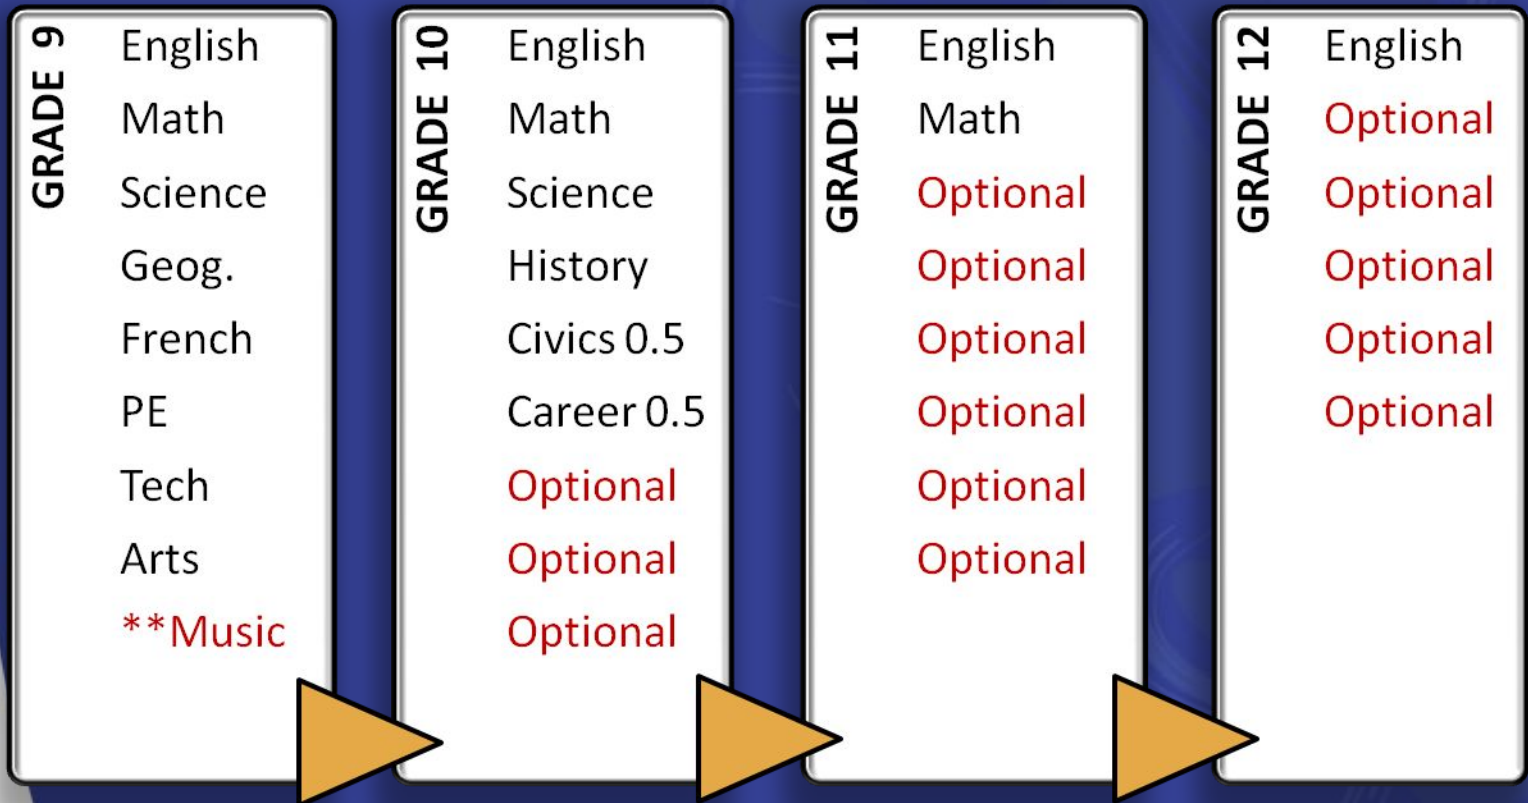 GRADE 9
English
Math
Science
Geog.
French
PE
Tech
Arts
**Music
GRADE 10
English
Math
Science
History
Civics 0.5
Career 0.5
Optional
Optional
Optional
GRADE 11
English
Math
Optional
Optional
Optional
Optional
Optional
Optional
GRADE 12
English
Optional
Optional
Optional
Optional
Optional